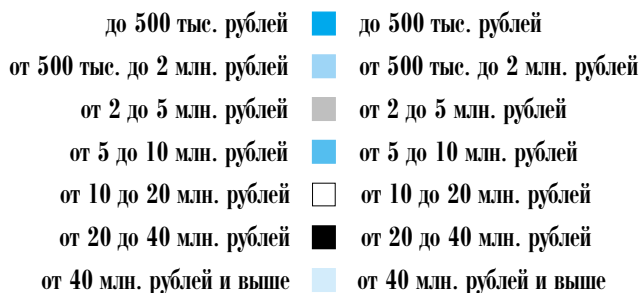 до 500 тыс. рублей до 500 тыс. рублей
от 500 тыс. до 2 млн. рублей от 500 тыс. до 2 млн. рублей
от 2 до 5 млн. рублей от 2 до 5 млн. рублей
от 5 до 10 млн. рублей от 5 до 10 млн. рублей
от 10 до 20 млн. рублей от 10 до 20 млн. рублей
от 20 до 40 млн. рублей от 20 до 40 млн. рублей
от 40 млн. рублей и выше от 40 млн. рублей и выше